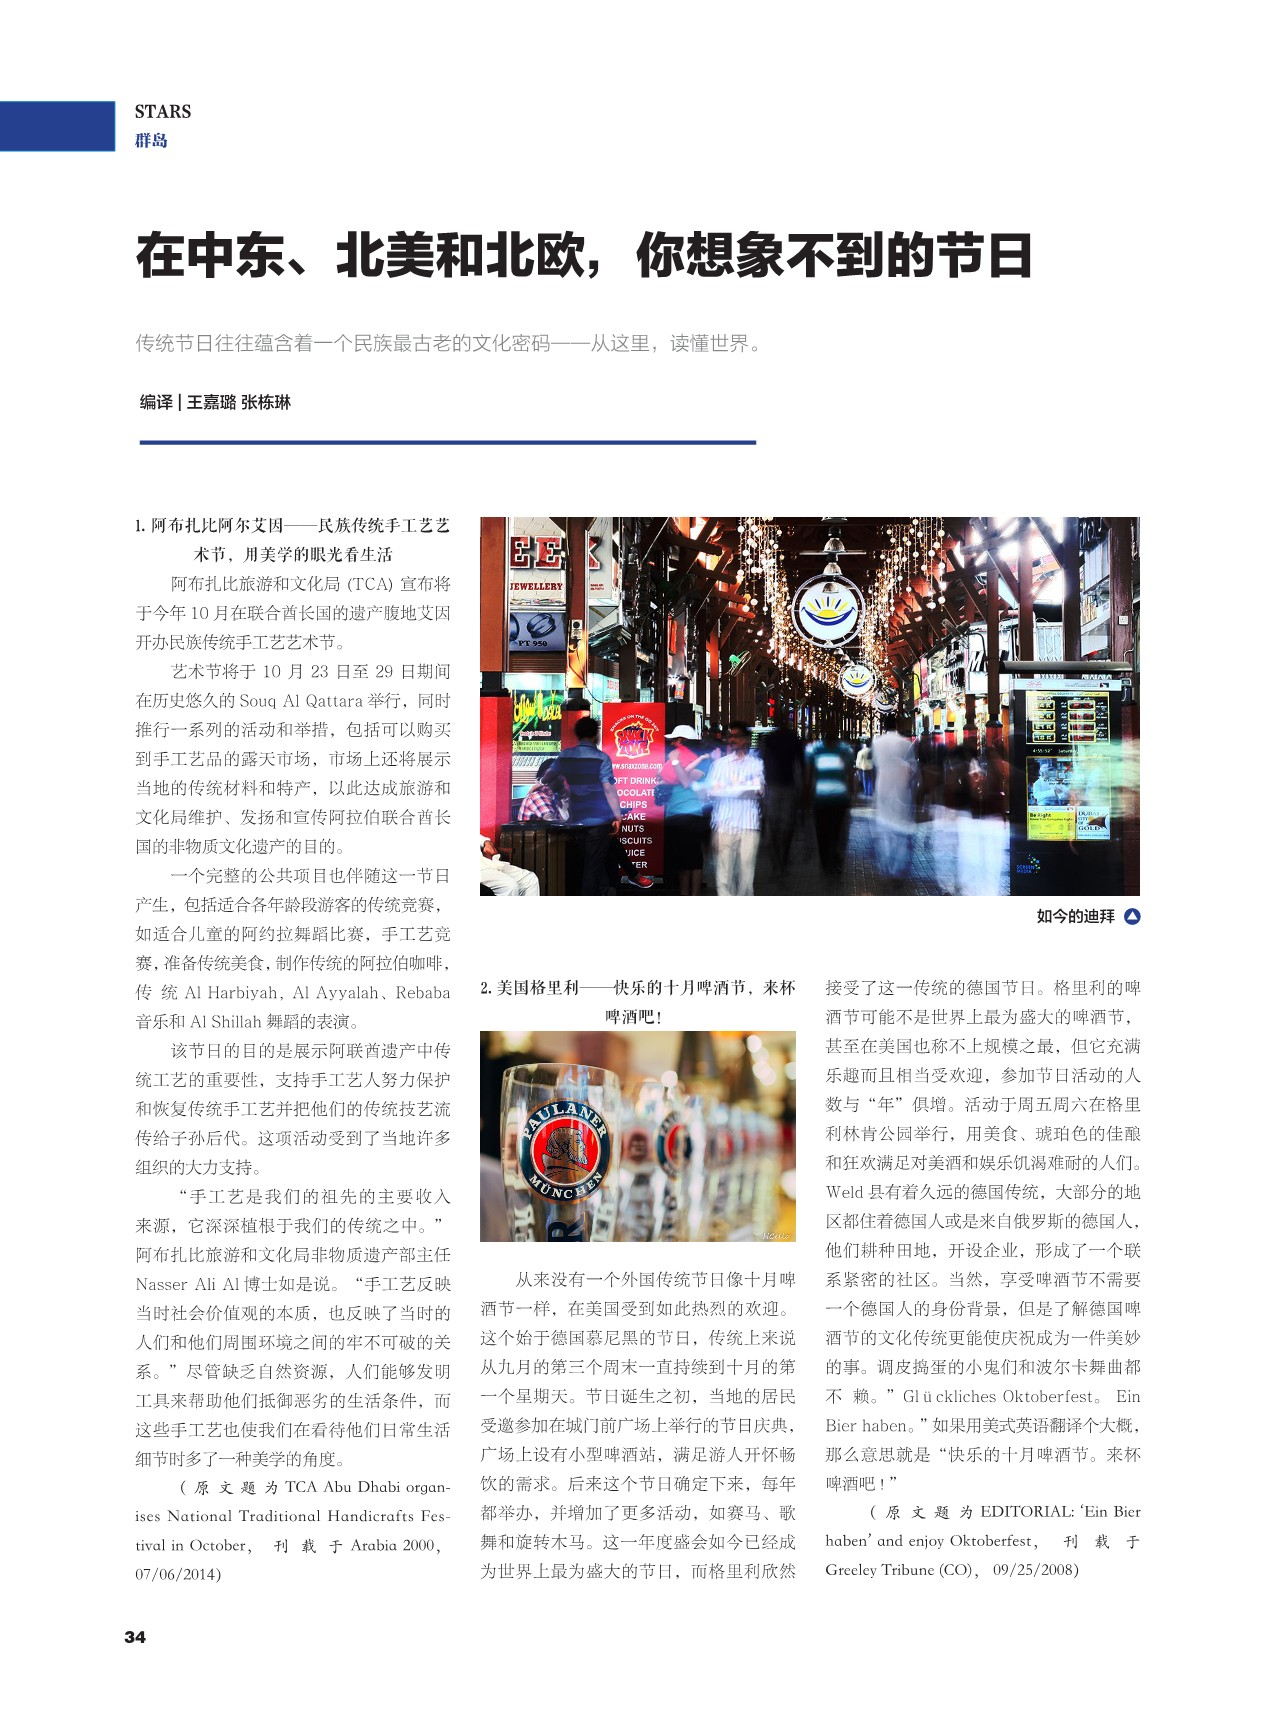 STARS
群岛
在中东、北美和北欧，你想象不到的节日
传统节日往往蕴含着一个民族最古老的文化密码——从这里，读懂世界。
编译 | 王嘉璐 张栋琳
1. 阿布扎比阿尔艾因——民族传统手工艺艺
术节，用美学的眼光看生活
阿布扎比旅游和文化局 (TCA) 宣布将
于今年 10 月在联合酋长国的遗产腹地艾因
开办民族传统手工艺艺术节。
艺术节将于 10 月 23 日至 29 日期间
在历史悠久的 Souq Al Qattara 举行，同时
推行一系列的活动和举措，包括可以购买
到手工艺品的露天市场，市场上还将展示
当地的传统材料和特产，以此达成旅游和
文化局维护、发扬和宣传阿拉伯联合酋长
国的非物质文化遗产的目的。
一个完整的公共项目也伴随这一节日
产生，包括适合各年龄段游客的传统竞赛，
如适合儿童的阿约拉舞蹈比赛，手工艺竞
赛，准备传统美食，制作传统的阿拉伯咖啡，
传 统 Al Harbiyah，Al Ayyalah、Rebaba
音乐和 Al Shillah 舞蹈的表演。
该节日的目的是展示阿联酋遗产中传
统工艺的重要性，支持手工艺人努力保护
和恢复传统手工艺并把他们的传统技艺流
传给子孙后代。这项活动受到了当地许多
组织的大力支持。
“手工艺是我们的祖先的主要收入
来源，它深深植根于我们的传统之中。”
阿布扎比旅游和文化局非物质遗产部主任
Nasser Ali Al 博士如是说。“手工艺反映
当时社会价值观的本质，也反映了当时的
人们和他们周围环境之间的牢不可破的关
系。”尽管缺乏自然资源，人们能够发明
工具来帮助他们抵御恶劣的生活条件，而
这些手工艺也使我们在看待他们日常生活
细节时多了一种美学的角度。
（ 原 文 题 为 TCA Abu Dhabi organ-
ises National Traditional Handicrafts Fes-
tival in October， 刊 载 于 Arabia 2000，
07/06/2014)
EEK
JEWELLERY
PT 950
SNACKS ON THE GO 24/7
SNAX ZONE
www.snaxzone.com
SOFT DRINK
CHOCOLATE
CHIPS
CAKE
NUTS
BISCUITS
JUICE
WATER
4:55:52
Saturday
Be Right
DUBAI
CITY
OF
GOLD
SCREEN
MEDIA
如今的迪拜
2. 美国格里利——快乐的十月啤酒节，来杯
啤酒吧！
PAULANER
MÜNCHEN
从来没有一个外国传统节日像十月啤
酒节一样，在美国受到如此热烈的欢迎。
这个始于德国慕尼黑的节日，传统上来说
从九月的第三个周末一直持续到十月的第
一个星期天。节日诞生之初，当地的居民
受邀参加在城门前广场上举行的节日庆典，
广场上设有小型啤酒站，满足游人开怀畅
饮的需求。后来这个节日确定下来，每年
都举办，并增加了更多活动，如赛马、歌
舞和旋转木马。这一年度盛会如今已经成
为世界上最为盛大的节日，而格里利欣然
接受了这一传统的德国节日。格里利的啤
酒节可能不是世界上最为盛大的啤酒节，
甚至在美国也称不上规模之最，但它充满
乐趣而且相当受欢迎，参加节日活动的人
数与“年”俱增。活动于周五周六在格里
利林肯公园举行，用美食、琥珀色的佳酿
和狂欢满足对美酒和娱乐饥渴难耐的人们。
Weld 县有着久远的德国传统，大部分的地
区都住着德国人或是来自俄罗斯的德国人，
他们耕种田地，开设企业，形成了一个联
系紧密的社区。当然，享受啤酒节不需要
一个德国人的身份背景，但是了解德国啤
酒节的文化传统更能使庆祝成为一件美妙
的事。调皮捣蛋的小鬼们和波尔卡舞曲都
不 赖。” Gl ü ckliches Oktoberfest。 Ein
Bier haben。”如果用美式英语翻译个大概，
那么意思就是“快乐的十月啤酒节。来杯
啤酒吧！”
（ 原 文 题 为 EDITORIAL: ‘Ein Bier
haben’ and enjoy Oktoberfest， 刊 载 于
Greeley Tribune (CO)， 09/25/2008)
34